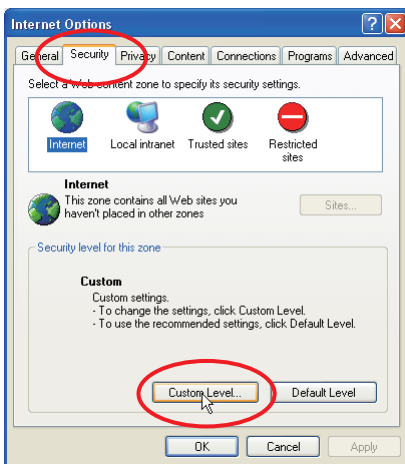 Internet Options
General Security Privacy Content Connections Programs Advanced
Select a Web content zone to specify its security settings.
Internet Local intranet Trusted sites Restricted
sites
Internet
This zone contains all Web sites you
haven't placed in other zones
Sites...
Security level for this zone
Custom
Custom settings.
- To change the settings, click Custom Level.
- To use the recommended settings, click Default Level.
Custom Level... Default Level
OK Cancel Apply